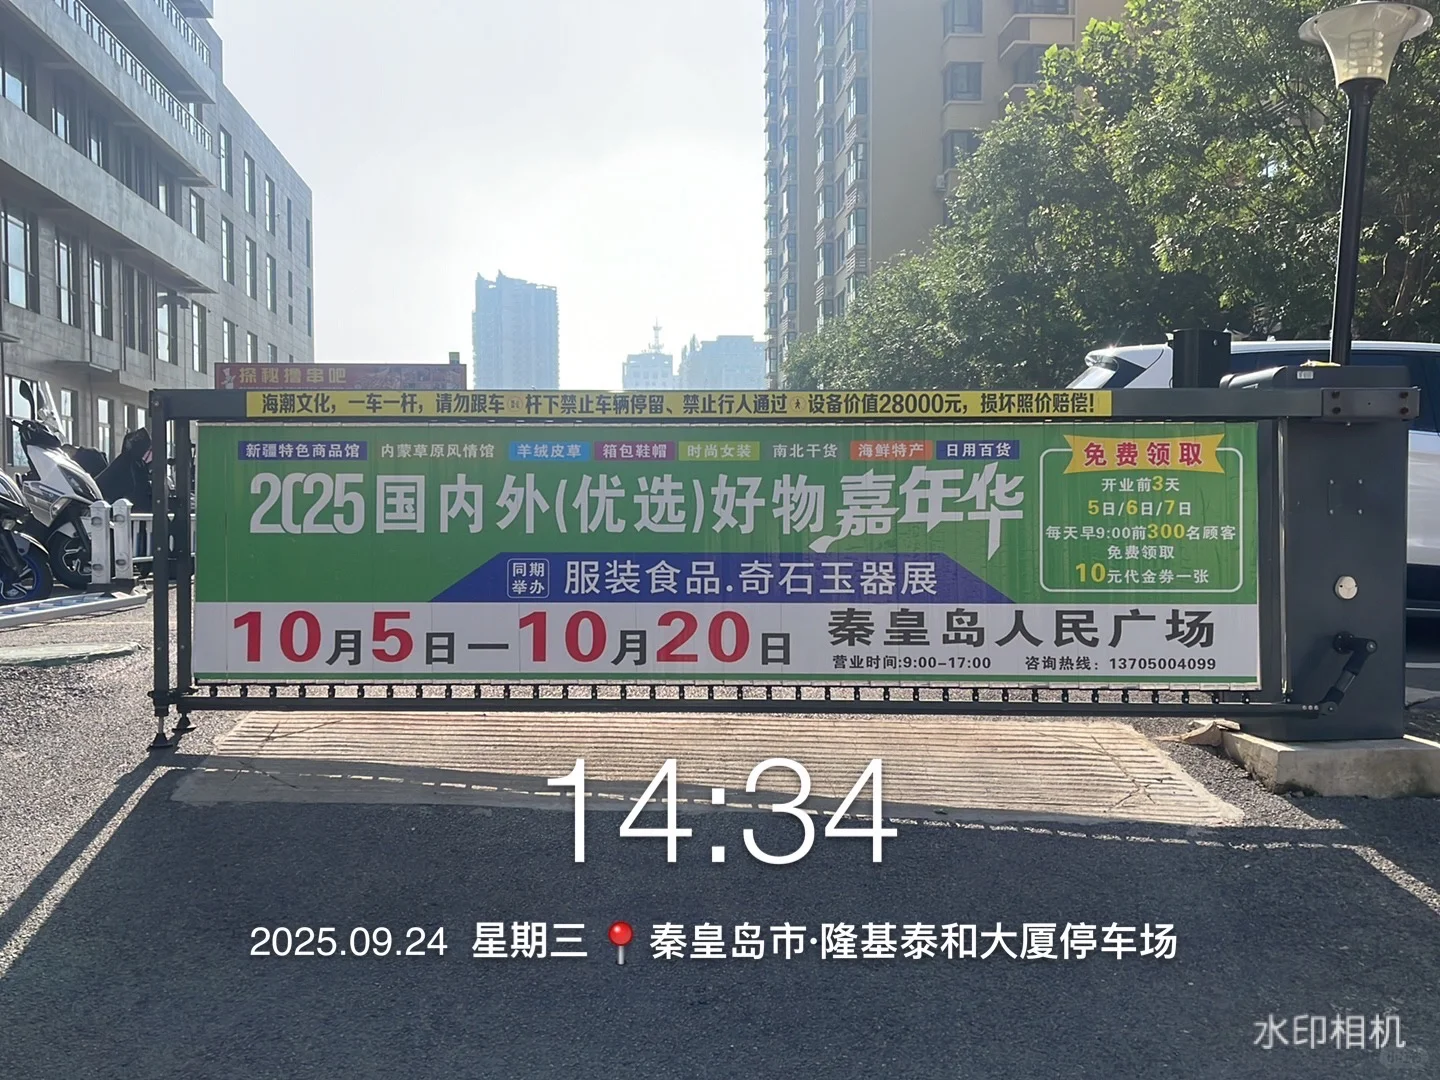 探秘撸串吧
海潮文化，一车一杆，请勿跟车 杆下禁止车辆停留、禁止行人通过 设备价值28000元，损坏照价赔偿！
新疆特色商品馆 内蒙草原风情馆 羊绒皮草 箱包鞋帽 时尚女装 南北干货 海鲜特产 日用百货
2025国内外(优选)好物嘉年华
同期举办 服装食品.奇石玉器展
免费领取
开业前3天
5日/6日/7日
每天早9:00前300名顾客
免费领取
10元代金券一张
10月5日—10月20日
秦皇岛人民广场
营业时间:9:00-17:00 咨询热线：13705004099
14:34
2025.09.24 星期三 秦皇岛市·隆基泰和大厦停车场
水印相机